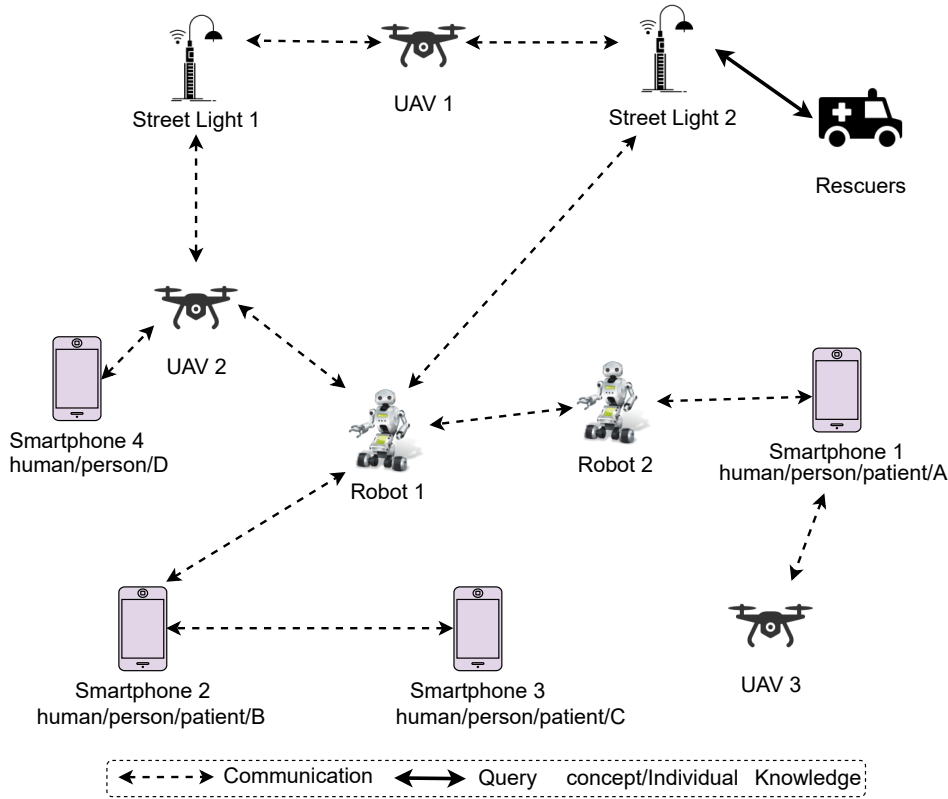 Street Light 1
UAV 1
Street Light 2
Rescuers
UAV 2
Smartphone 4
human/person/D
Robot 1
Robot 2
Smartphone 1
human/person/patient/A
Smartphone 2
human/person/patient/B
Smartphone 3
human/person/patient/C
UAV 3
Communication Query concept/Individual Knowledge